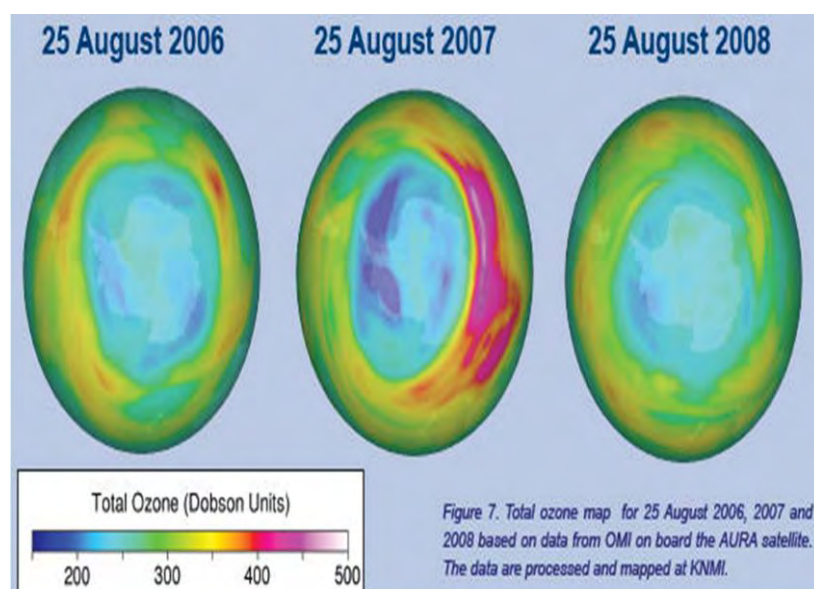 25 August 2006 25 August 2007 25 August 2008
Total Ozone (Dobson Units)
200 300 400 500
Figure 7. Total ozone map for 25 August 2006, 2007 and
2008 based on data from OMI on board the AURA satellite.
The data are processed and mapped at KNMI.